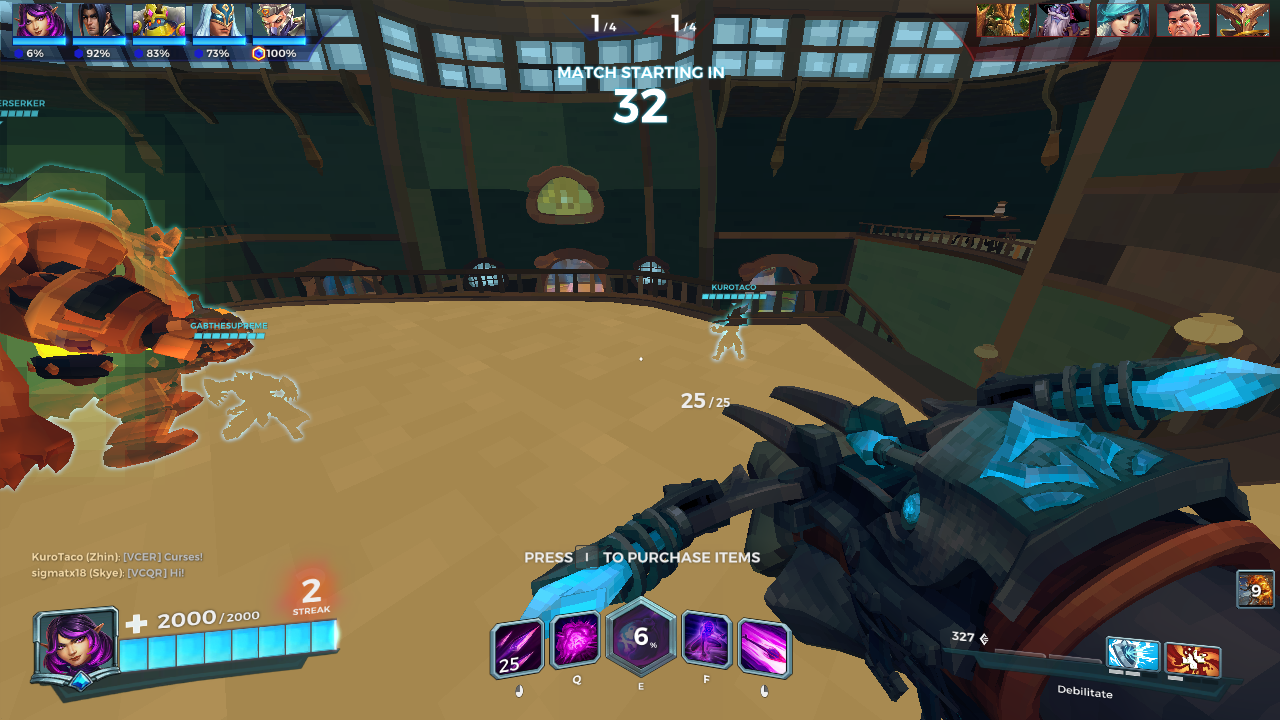 6% 92% 83% 73% 100%
1/4 1/4
MATCH STARTING IN
32
ERSERKER
GABTHESUPREME
KUROTACO
25/25
KuroTaco (Zhin): [VCER] Curses!
sigmatx18 (Skye): [VCQR] Hi!
PRESS I TO PURCHASE ITEMS
2000/2000
2
STREAK
25
6%
Q
E
F
9
327
Debilitate